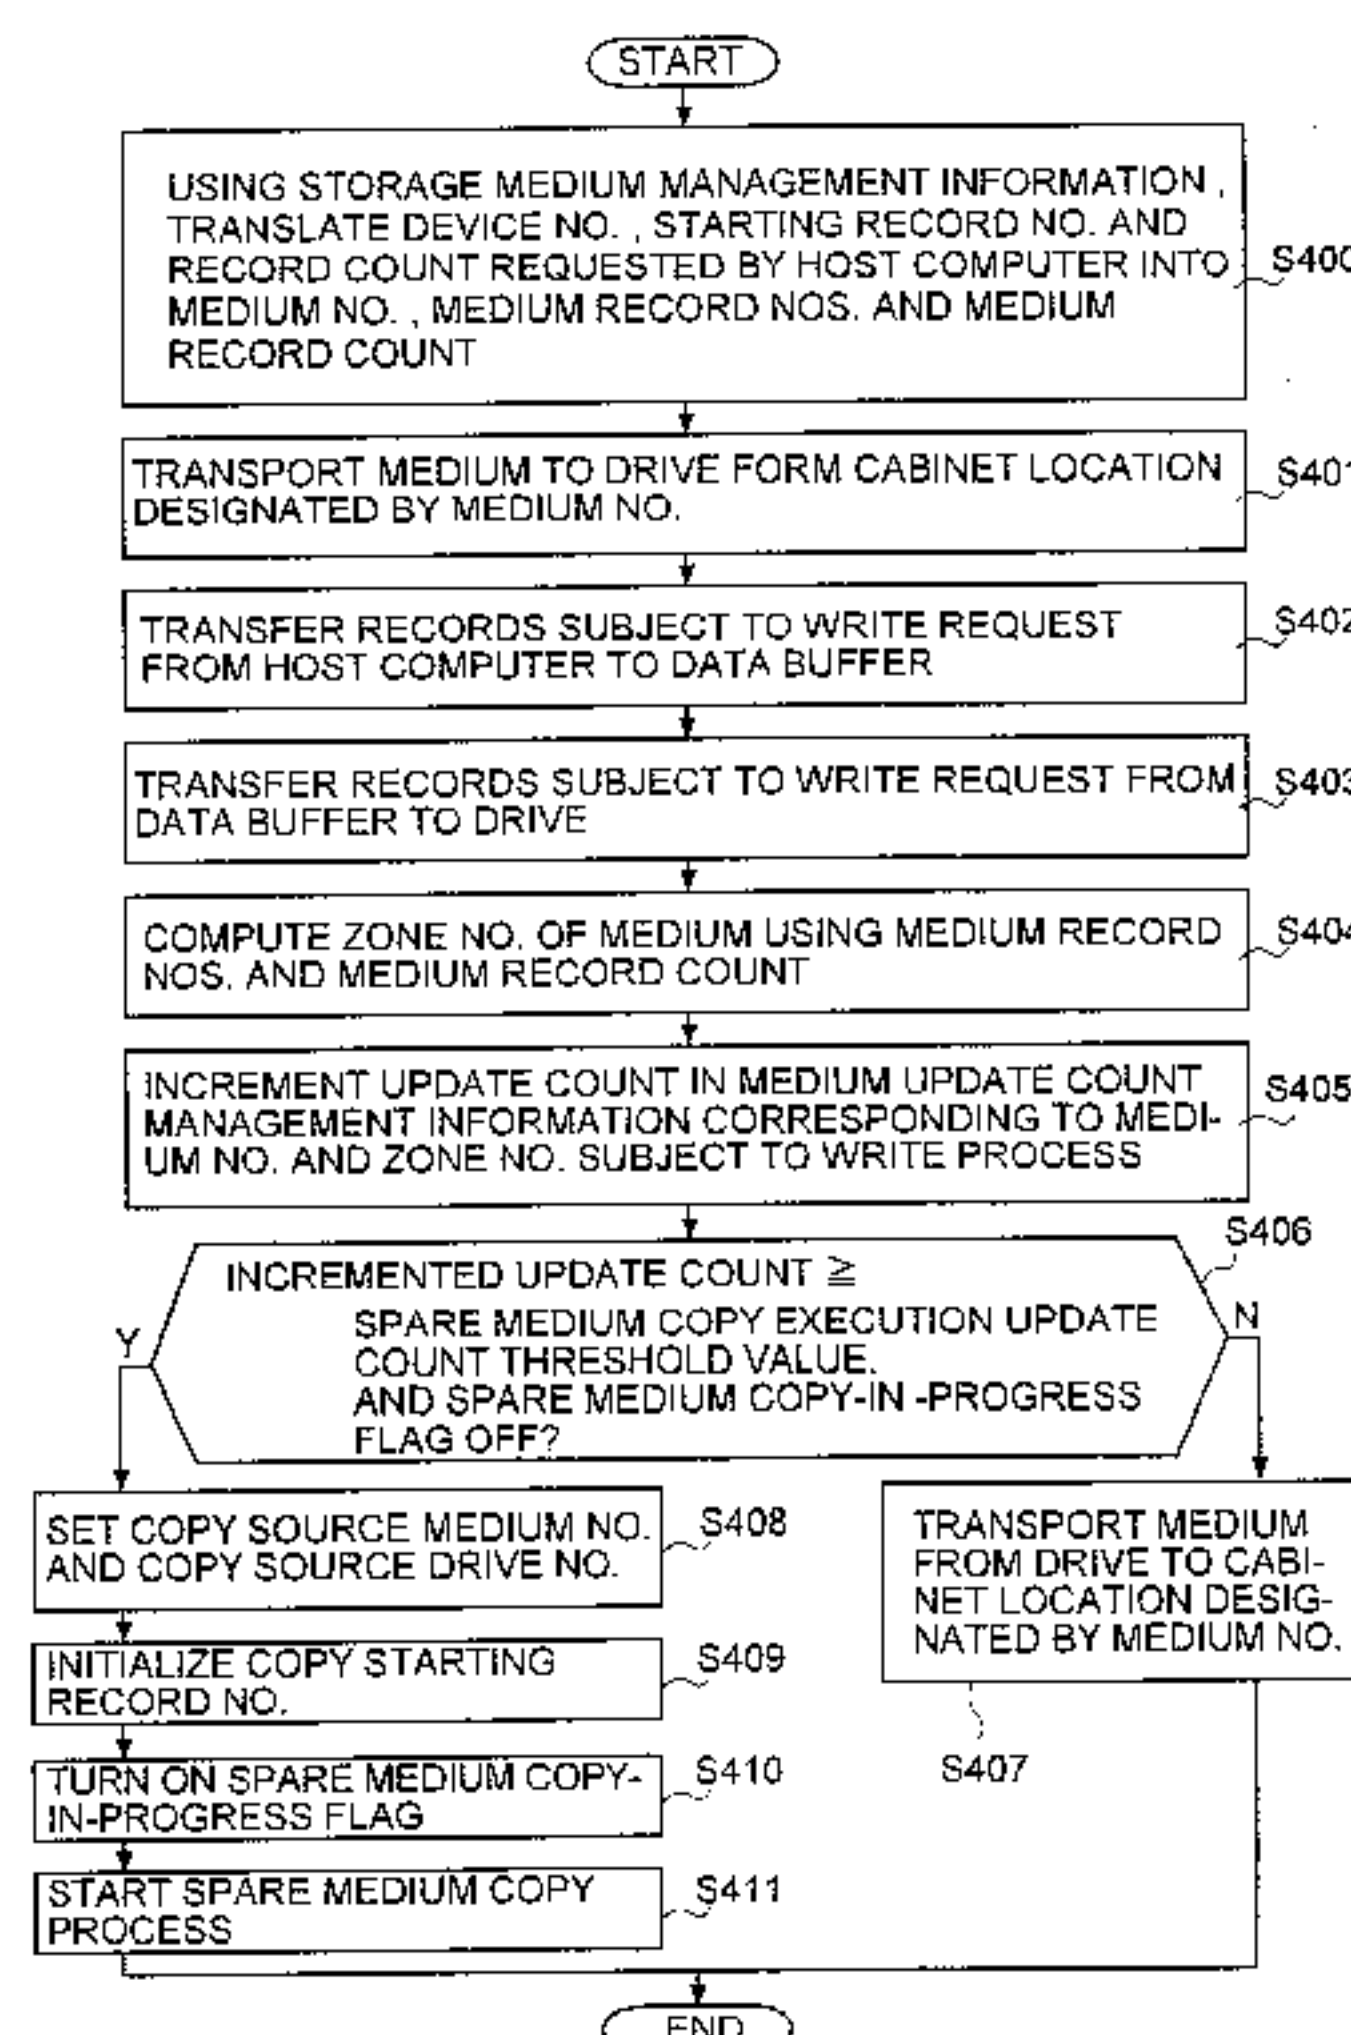 START
USING STORAGE MEDIUM MANAGEMENT INFORMATION ,
TRANSLATE DEVICE NO. , STARTING RECORD NO. AND
RECORD COUNT REQUESTED BY HOST COMPUTER INTO
MEDIUM NO. , MEDIUM RECORD NOS. AND MEDIUM
RECORD COUNT
S400
TRANSPORT MEDIUM TO DRIVE FORM CABINET LOCATION
DESIGNATED BY MEDIUM NO.
S401
TRANSFER RECORDS SUBJECT TO WRITE REQUEST
FROM HOST COMPUTER TO DATA BUFFER
S402
TRANSFER RECORDS SUBJECT TO WRITE REQUEST FROM
DATA BUFFER TO DRIVE
S403
COMPUTE ZONE NO. OF MEDIUM USING MEDIUM RECORD
NOS. AND MEDIUM RECORD COUNT
S404
INCREMENT UPDATE COUNT IN MEDIUM UPDATE COUNT
MANAGEMENT INFORMATION CORRESPONDING TO MEDI-
UM NO. AND ZONE NO. SUBJECT TO WRITE PROCESS
S405
S406
INCREMENTED UPDATE COUNT ≧
SPARE MEDIUM COPY EXECUTION UPDATE
COUNT THRESHOLD VALUE.
AND SPARE MEDIUM COPY-IN -PROGRESS
FLAG OFF?
Y
N
SET COPY SOURCE MEDIUM NO.
AND COPY SOURCE DRIVE NO.
S408
INITIALIZE COPY STARTING
RECORD NO.
S409
TURN ON SPARE MEDIUM COPY-
IN-PROGRESS FLAG
S410
START SPARE MEDIUM COPY
PROCESS
S411
TRANSPORT MEDIUM
FROM DRIVE TO CABI-
NET LOCATION DESIG-
NATED BY MEDIUM NO.
S407
END